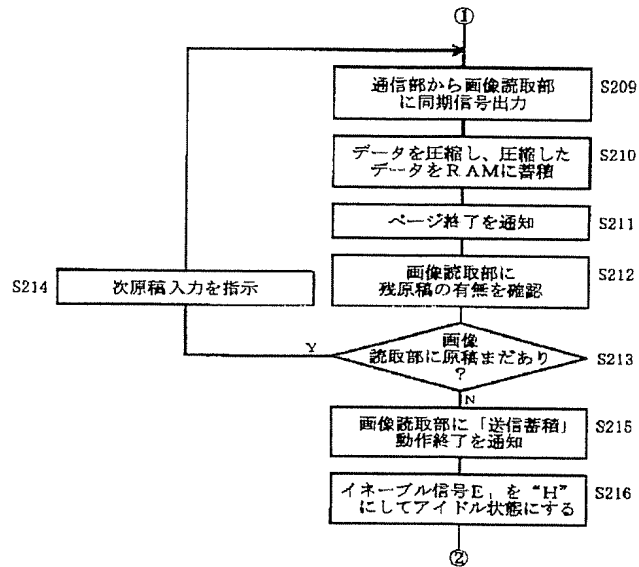 ①
通信部から画像読取部
に同期信号出力
S209
データを圧縮し、圧縮した
データをRAMに蓄積
S210
ページ終了を通知
S211
画像読取部に
残原稿の有無を確認
S212
S214
次原稿入力を指示
画像
読取部に原稿まだあり
?
S213
Y
N
画像読取部に「送信蓄積」
動作終了を通知
S215
イネーブル信号E」を“H”
にしてアイドル状態にする
S216
②